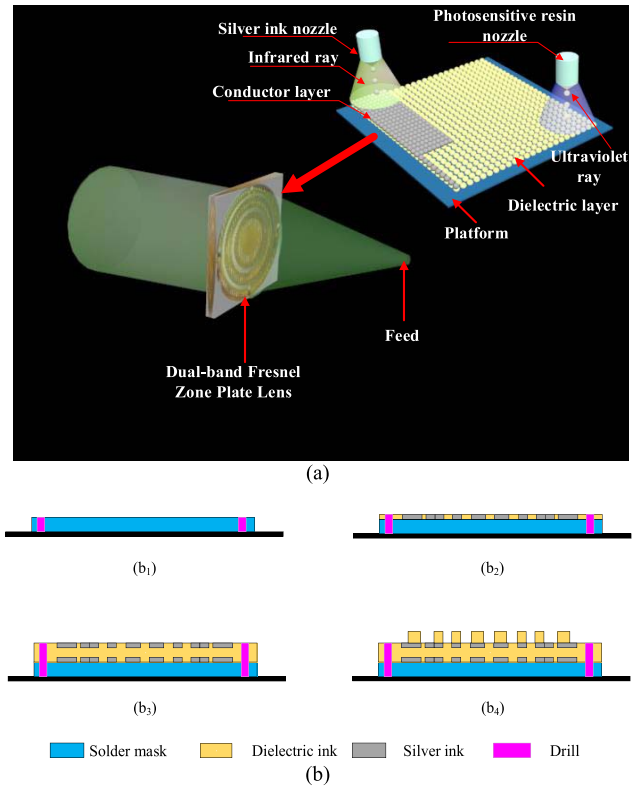 Silver ink nozzle
Photosensitive resin
nozzle
Infrared ray
Conductor layer
Ultraviolet
ray
Dielectric layer
Platform
Feed
Dual-band Fresnel
Zone Plate Lens
(a)
(b₁)
(b₂)
(b₃)
(b₄)
Solder mask
Dielectric ink
Silver ink
Drill
(b)